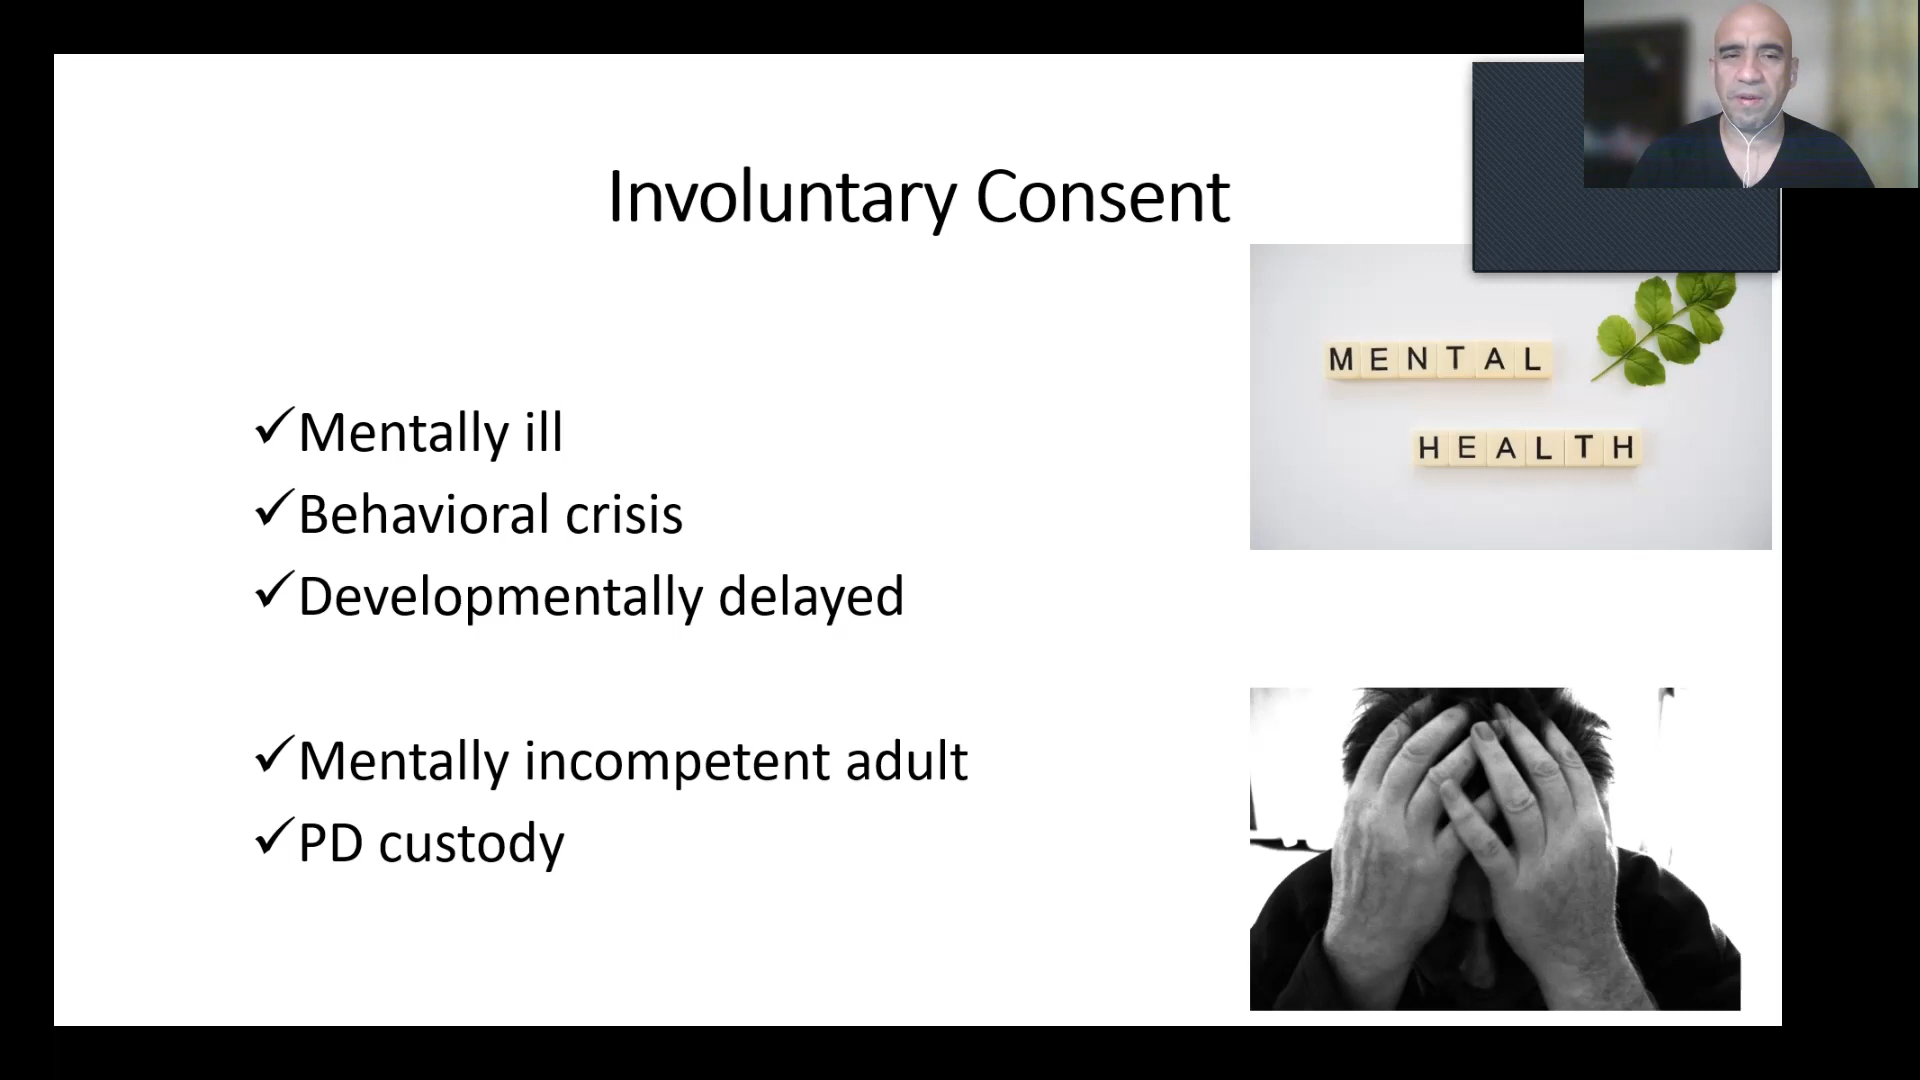 Involuntary Consent
✓Mentally ill
✓Behavioral crisis
✓Developmentally delayed
✓Mentally incompetent adult
✓PD custody
MENTAL
HEALTH